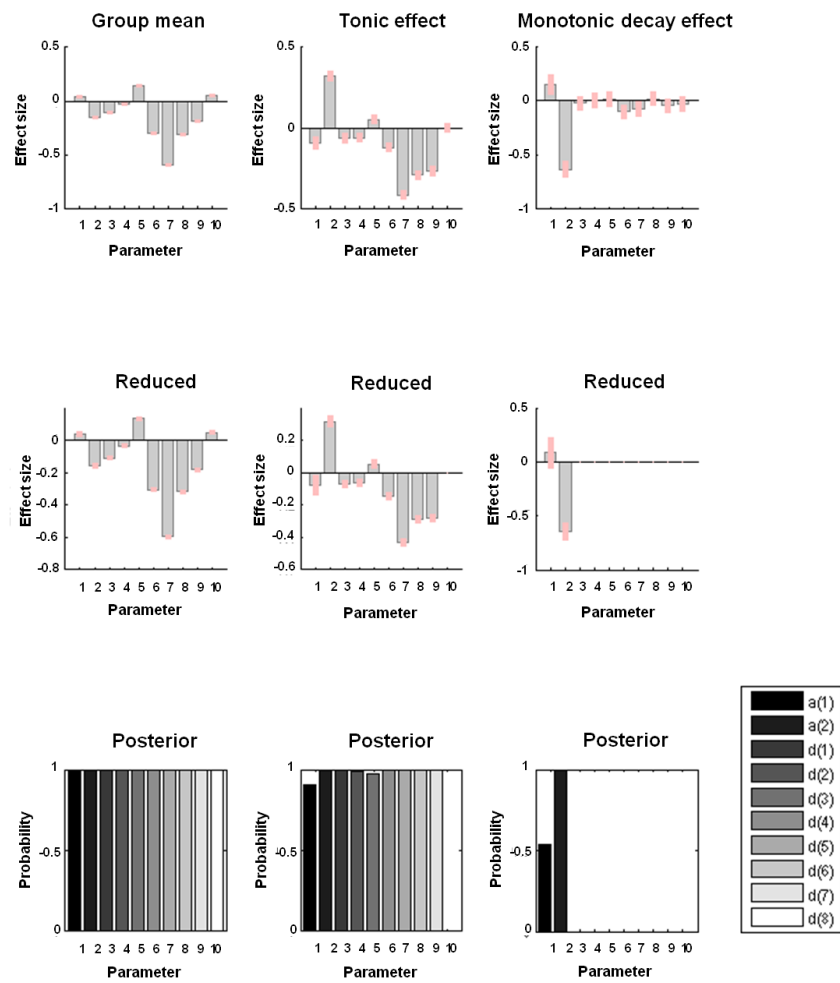 Group mean
Tonic effect
Monotonic decay effect
0.5
0
-0.5
-1
Effect size
1 2 3 4 5 6 7 8 9 10
Parameter
0.5
0
-0.5
Effect size
1 2 3 4 5 6 7 8 9 10
Parameter
0.5
0
-0.5
-1
Effect size
1 2 3 4 5 6 7 8 9 10
Parameter
Reduced
Reduced
Reduced
0
-0.2
-0.4
-0.6
-0.8
Effect size
1 2 3 4 5 6 7 8 9 10
Parameter
0.2
0
-0.2
-0.4
-0.6
Effect size
1 2 3 4 5 6 7 8 9 10
Parameter
0.5
0
-0.5
-1
Effect size
1 2 3 4 5 6 7 8 9 10
Parameter
Posterior
Posterior
Posterior
1
-0.5
0
Probability
1 2 3 4 5 6 7 8 9 10
Parameter
1
-0.5
0
Probability
1 2 3 4 5 6 7 8 9 10
Parameter
1
-0.5
0
Probability
1 2 3 4 5 6 7 8 9 10
Parameter
a(1)
a(2)
d(1)
d(2)
d(3)
d(4)
d(5)
d(6)
d(7)
d(8)